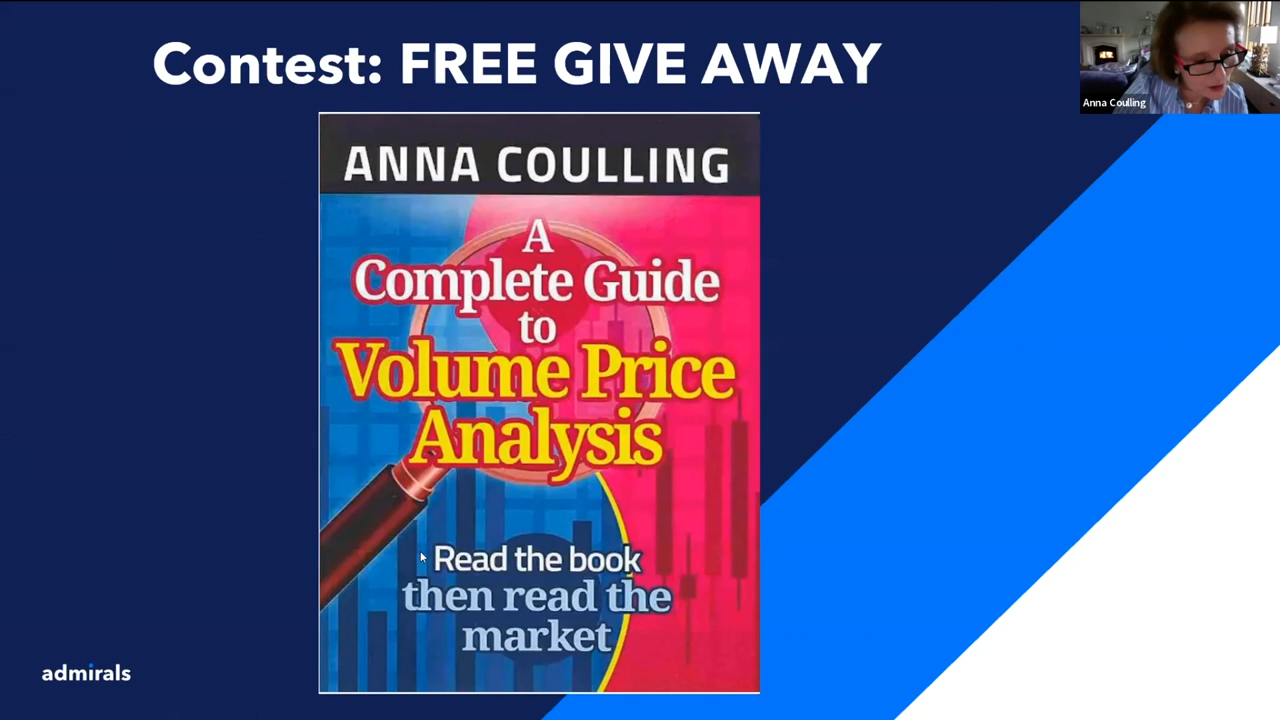 Contest: FREE GIVE AWAY
Anna Coulling
ANNA COULLING
A
Complete Guide
to
Volume Price
Analysis
Read the book
then read the
market
admirals